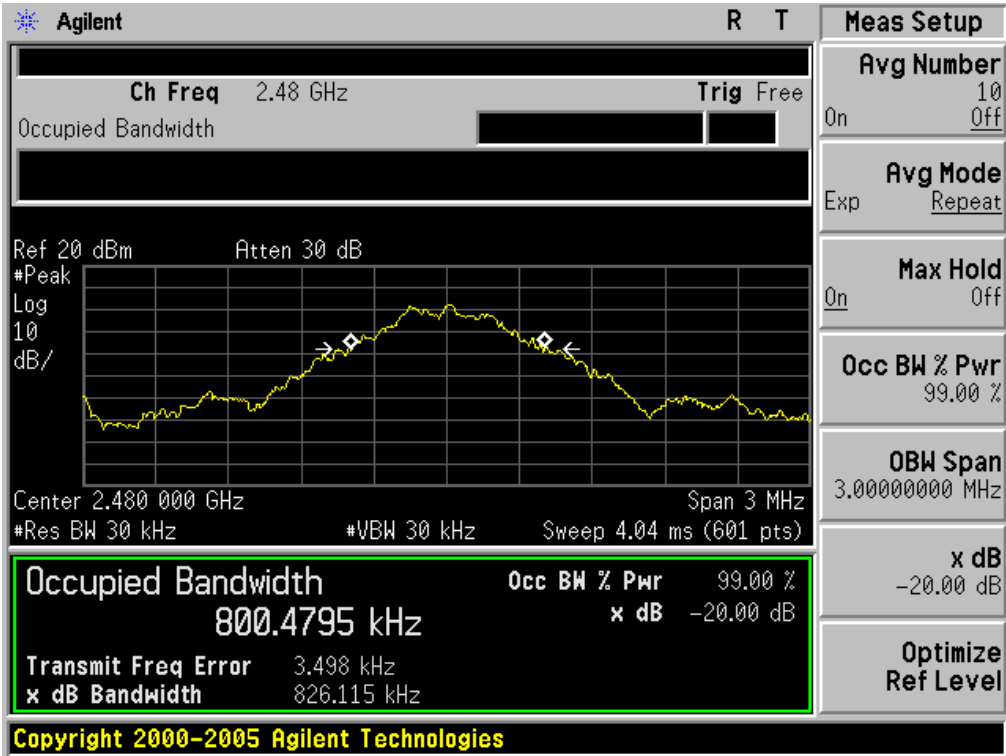 Agilent R T
Ch Freq 2.48 GHz Trig Free
Occupied Bandwidth
Ref 20 dBm Atten 30 dB
#Peak
Log
10
dB/
Center 2.480 000 GHz Span 3 MHz
#Res BW 30 kHz #VBW 30 kHz Sweep 4.04 ms (601 pts)
Occupied Bandwidth Occ BW % Pwr 99.00 %
800.4795 kHz x dB -20.00 dB
Transmit Freq Error 3.498 kHz
x dB Bandwidth 826.115 kHz
Copyright 2000-2005 Agilent Technologies
Meas Setup
Avg Number
10
On Off
Avg Mode
Exp Repeat
Max Hold
On Off
Occ BW % Pwr
99.00 %
OBW Span
3.00000000 MHz
x dB
-20.00 dB
Optimize
Ref Level